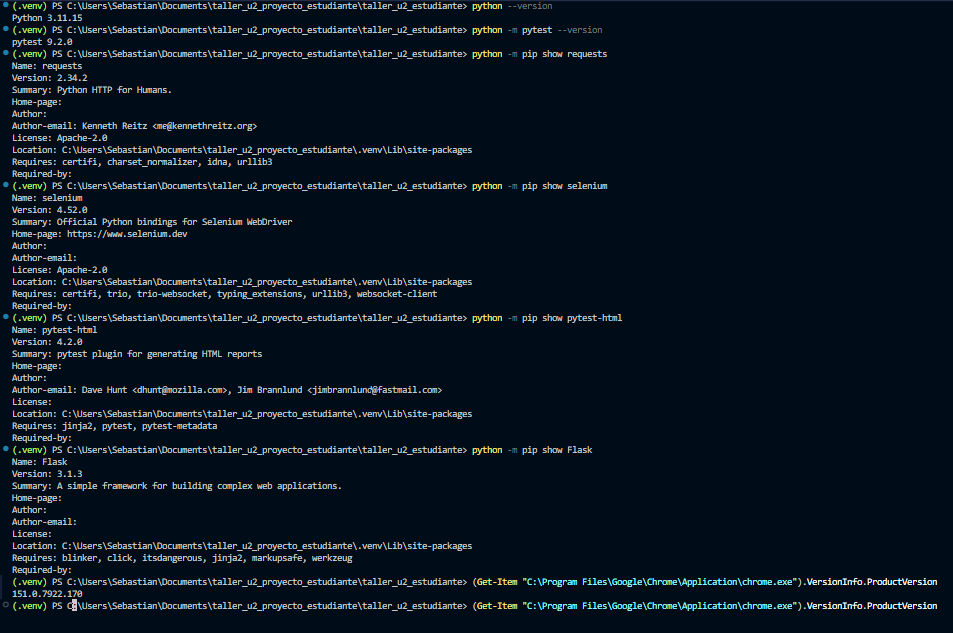 (.venv) PS C:\Users\Sebastian\Documents\taller_u2_proyecto_estudiante\taller_u2_estudiante> python --version
Python 3.11.15
(.venv) PS C:\Users\Sebastian\Documents\taller_u2_proyecto_estudiante\taller_u2_estudiante> python -m pytest --version
pytest 9.2.0
(.venv) PS C:\Users\Sebastian\Documents\taller_u2_proyecto_estudiante\taller_u2_estudiante> python -m pip show requests
Name: requests
Version: 2.34.2
Summary: Python HTTP for Humans.
Home-page:
Author:
Author-email: Kenneth Reitz <me@kennethreitz.org>
License: Apache-2.0
Location: C:\Users\Sebastian\Documents\taller_u2_proyecto_estudiante\.venv\Lib\site-packages
Requires: certifi, charset_normalizer, idna, urllib3
Required-by:
(.venv) PS C:\Users\Sebastian\Documents\taller_u2_proyecto_estudiante\taller_u2_estudiante> python -m pip show selenium
Name: selenium
Version: 4.52.0
Summary: Official Python bindings for Selenium WebDriver
Home-page: https://www.selenium.dev
Author:
Author-email:
License: Apache-2.0
Location: C:\Users\Sebastian\Documents\taller_u2_proyecto_estudiante\.venv\Lib\site-packages
Requires: certifi, trio, trio-websocket, typing_extensions, urllib3, websocket-client
Required-by:
(.venv) PS C:\Users\Sebastian\Documents\taller_u2_proyecto_estudiante\taller_u2_estudiante> python -m pip show pytest-html
Name: pytest-html
Version: 4.2.0
Summary: pytest plugin for generating HTML reports
Home-page:
Author:
Author-email: Dave Hunt <dhunt@mozilla.com>, Jim Brannlund <jimbrannlund@fastmail.com>
License:
Location: C:\Users\Sebastian\Documents\taller_u2_proyecto_estudiante\.venv\Lib\site-packages
Requires: jinja2, pytest, pytest-metadata
Required-by:
(.venv) PS C:\Users\Sebastian\Documents\taller_u2_proyecto_estudiante\taller_u2_estudiante> python -m pip show Flask
Name: Flask
Version: 3.1.3
Summary: A simple framework for building complex web applications.
Home-page:
Author:
Author-email:
License:
Location: C:\Users\Sebastian\Documents\taller_u2_proyecto_estudiante\.venv\Lib\site-packages
Requires: blinker, click, itsdangerous, jinja2, markupsafe, werkzeug
Required-by:
(.venv) PS C:\Users\Sebastian\Documents\taller_u2_proyecto_estudiante\taller_u2_estudiante> (Get-Item "C:\Program Files\Google\Chrome\Application\chrome.exe").VersionInfo.ProductVersion
151.0.7922.170
(.venv) PS C:\Users\Sebastian\Documents\taller_u2_proyecto_estudiante\taller_u2_estudiante> (Get-Item "C:\Program Files\Google\Chrome\Application\chrome.exe").VersionInfo.ProductVersion